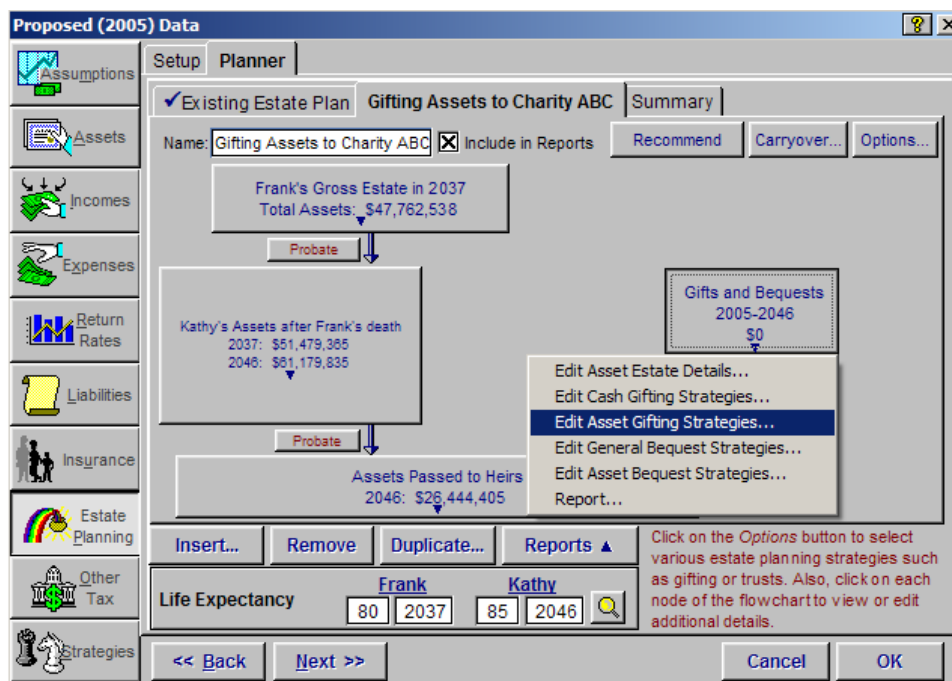 Proposed (2005) Data
Assumptions
Assets
Incomes
Expenses
Return
Rates
Liabilities
Insurance
Estate
Planning
Other
Tax
Strategies
Setup
Planner
Existing Estate Plan
Gifting Assets to Charity ABC
Summary
Name: Gifting Assets to Charity ABC
Include in Reports
Recommend
Carryover...
Options...
Frank's Gross Estate in 2037
Total Assets: $47,762,538
Probate
Kathy's Assets after Frank's death
2037: $51,479,365
2046: $61,179,835
Gifts and Bequests
2005-2046
$0
Edit Asset Estate Details...
Edit Cash Gifting Strategies...
Edit Asset Gifting Strategies...
Edit General Bequest Strategies...
Edit Asset Bequest Strategies...
Report...
Probate
Assets Passed to Heirs
2046: $26,444,405
Insert...
Remove
Duplicate...
Reports ▲
Click on the Options button to select
various estate planning strategies such
as gifting or trusts. Also, click on each
node of the flowchart to view or edit
additional details.
Life Expectancy
Frank
80 2037
Kathy
85 2046
<< Back
Next >>
Cancel
OK